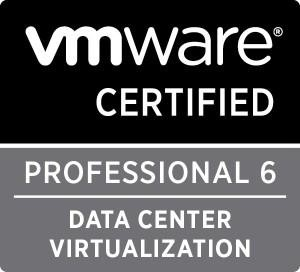 vmware®
CERTIFIED
PROFESSIONAL 6
DATA CENTER
VIRTUALIZATION